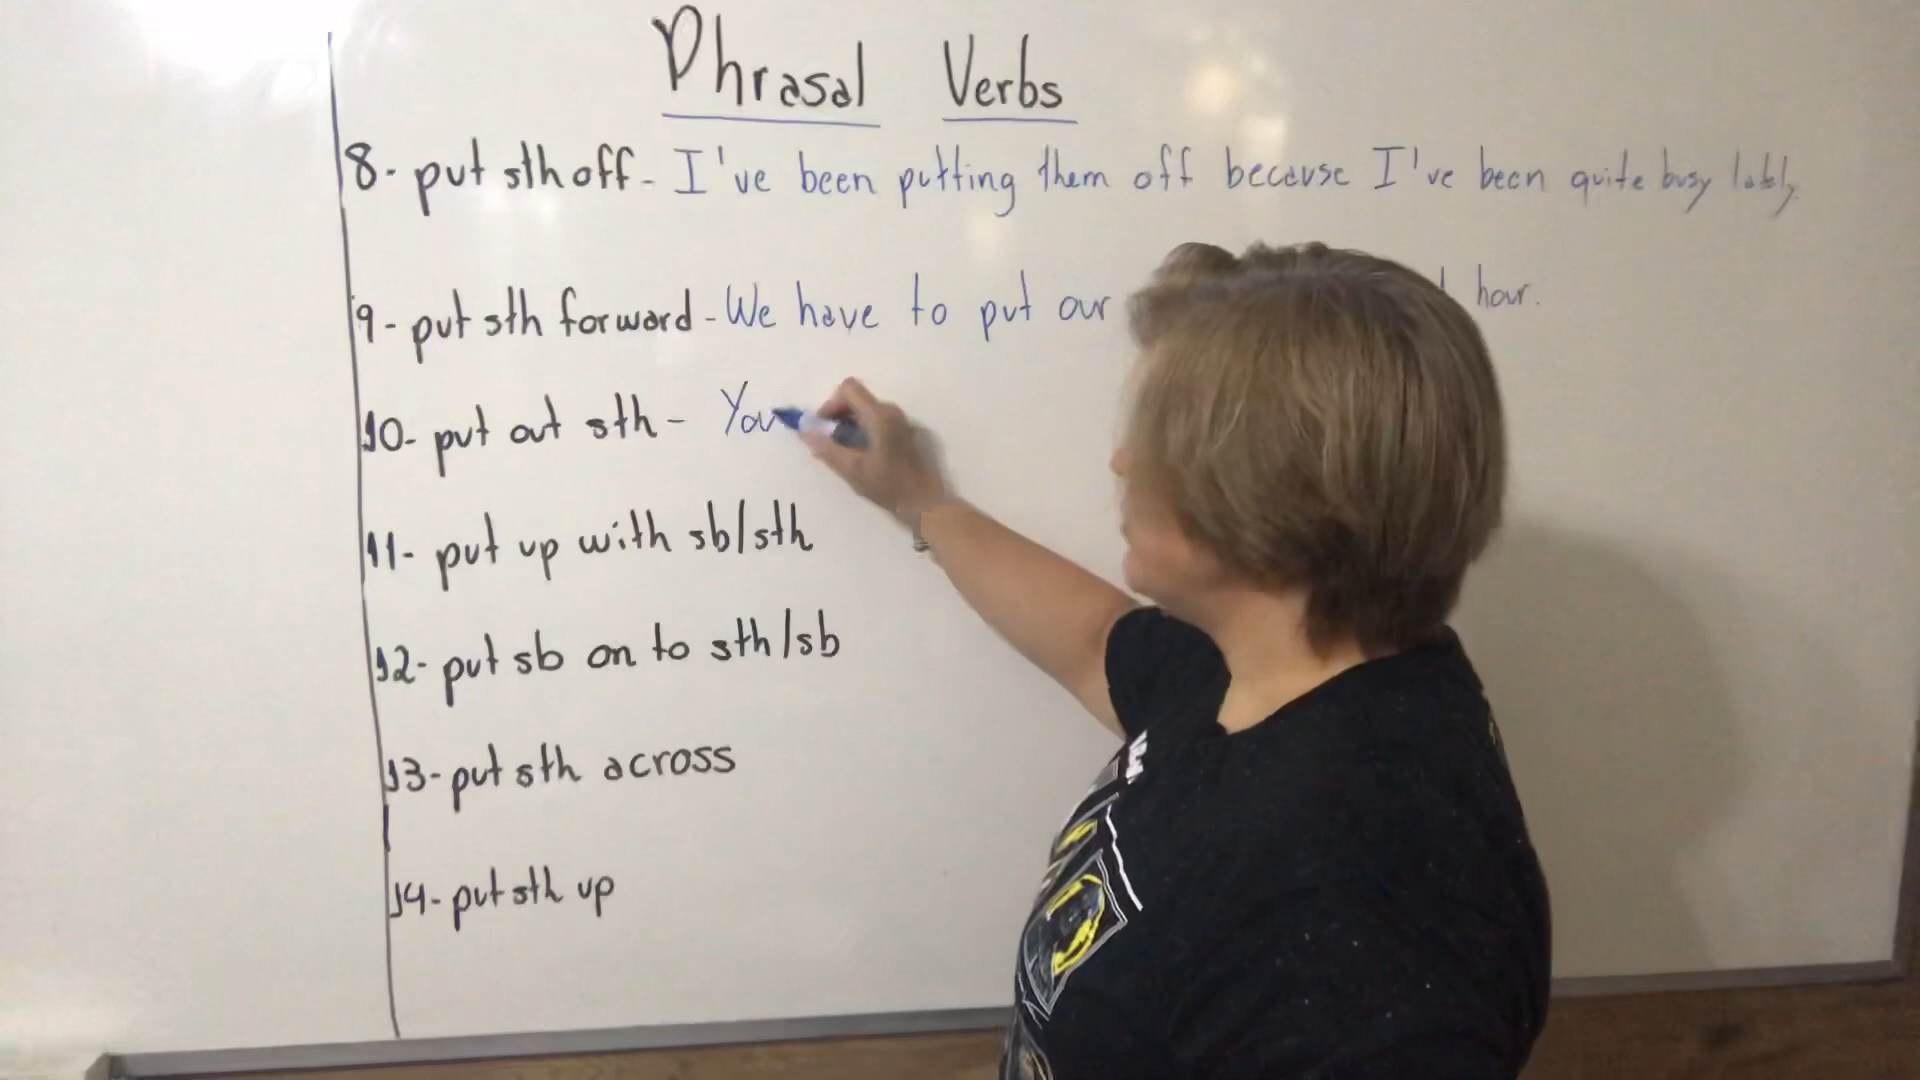 Phrasal Verbs
8- put sth off - I've been putting them off because I've been quite busy lately.
9- put sth forward - We have to put our hour.
10- put out sth - You
11- put up with sb/sth
12- put sb on to sth/sb
13- put sth across
14- put sth up